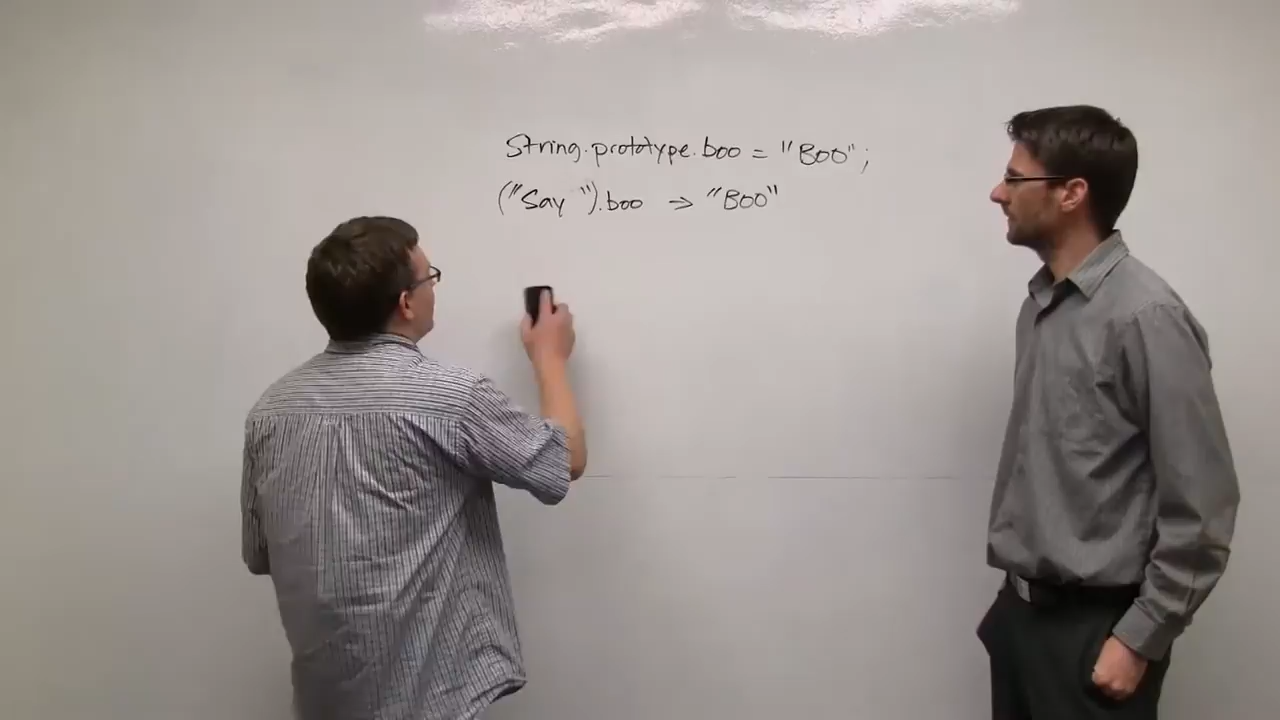 String.prototype.boo = "BOO";
("Say ").boo → "BOO"